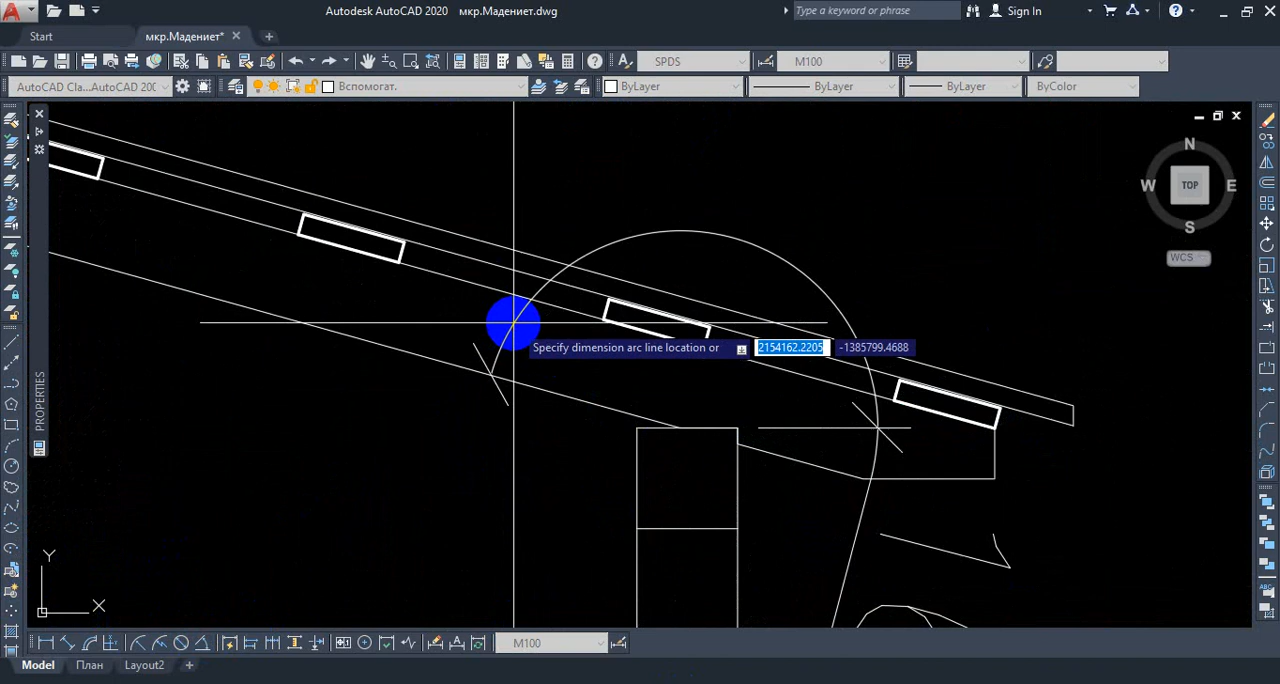 Autodesk AutoCAD 2020 мкр.Мадениет.dwg
Type a keyword or phrase
Sign In
Start
мкр.Мадениет*
SPDS
M100
AutoCAD Cla...AutoCAD 200
Вспомогат.
ByLayer
ByLayer
ByLayer
ByColor
N
W
TOP
E
S
WCS
Specify dimension arc line location or
2154162.2205
-1385799.4688
PROPERTIES
Y
X
M100
Model
План
Layout2